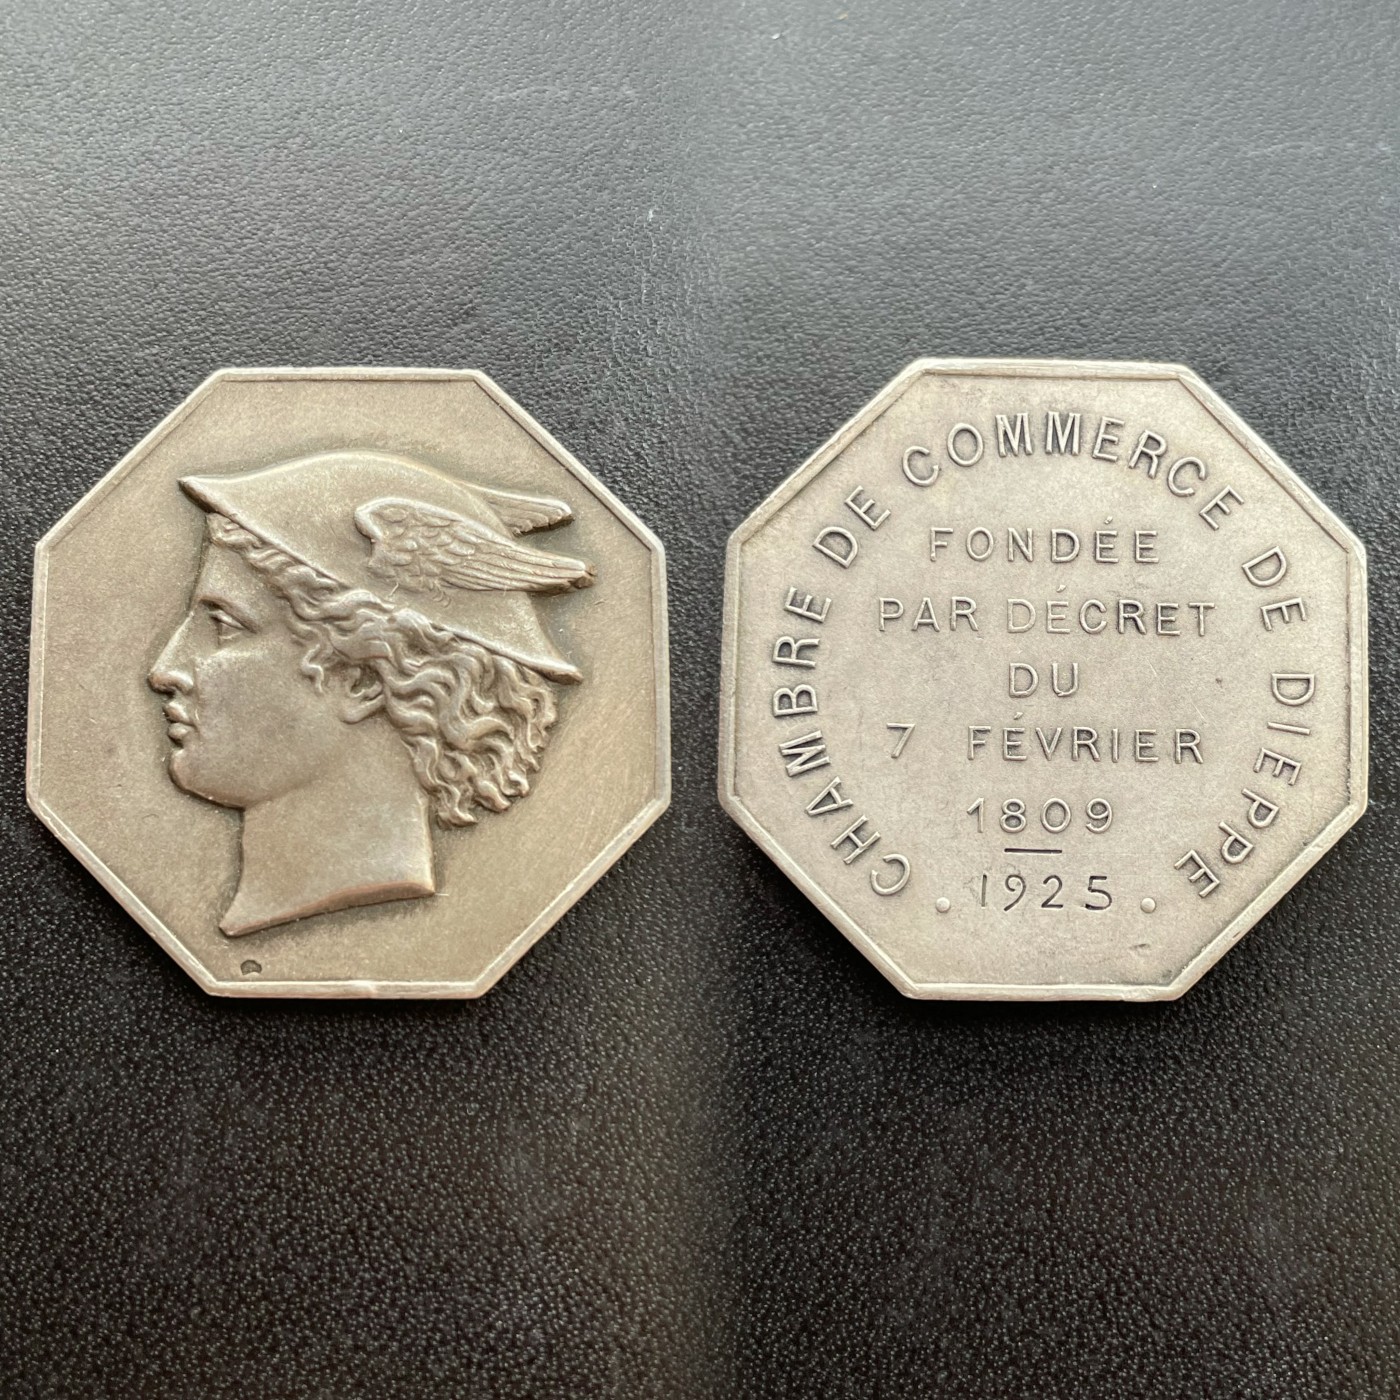 CHAMBRE DE COMMERCE DE DIEPPE
FONDÉE
PAR DÉCRET
DU
7 FÉVRIER
1809
. 1925 .